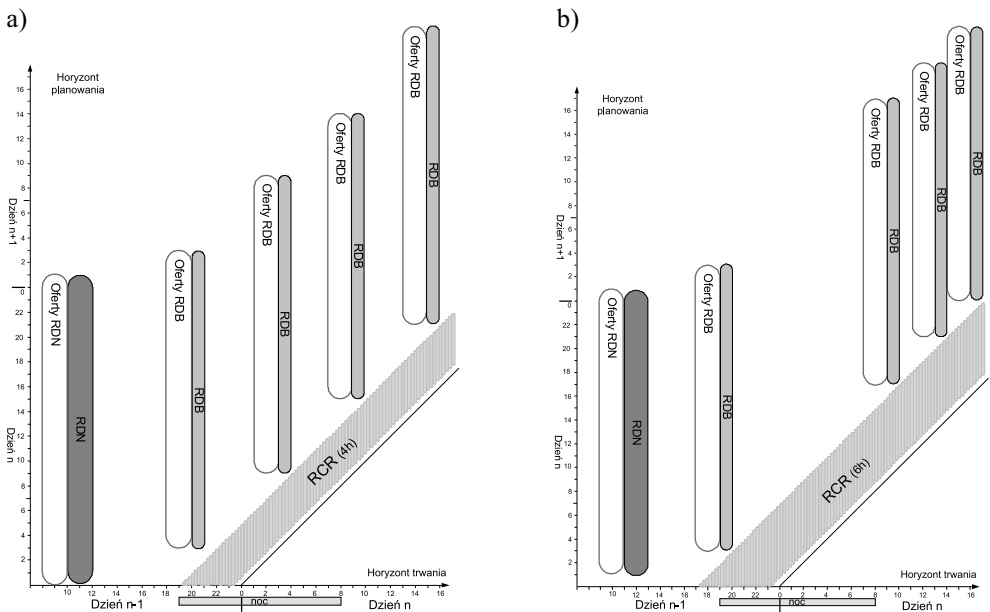 a)
Horyzont
planowania
Oferty RDN
RDN
Oferty RDB
RDB
Oferty RDB
RDB
Oferty RDB
RDB
Oferty RDB
RDB
RCR (4h)
Dzień n+1
16
14
12
10
8
6
4
2
0
Dzień n
22
20
18
16
14
12
10
8
6
4
2
Horyzont trwania
10 12 14 16 18 20 22 0 2 4 6 8 10 12 14 16
Dzień n-1
noc
Dzień n
b)
Horyzont
planowania
Oferty RDN
RDN
Oferty RDB
RDB
Oferty RDB
RDB
Oferty RDB
RDB
Oferty RDB
RDB
RCR (6h)
Dzień n+1
16
14
12
10
8
6
4
2
0
Dzień n
22
20
18
16
14
12
10
8
6
4
2
Horyzont trwania
8 10 12 14 16 18 20 22 0 2 4 6 8 10 12 14 16
Dzień n-1
noc
Dzień n